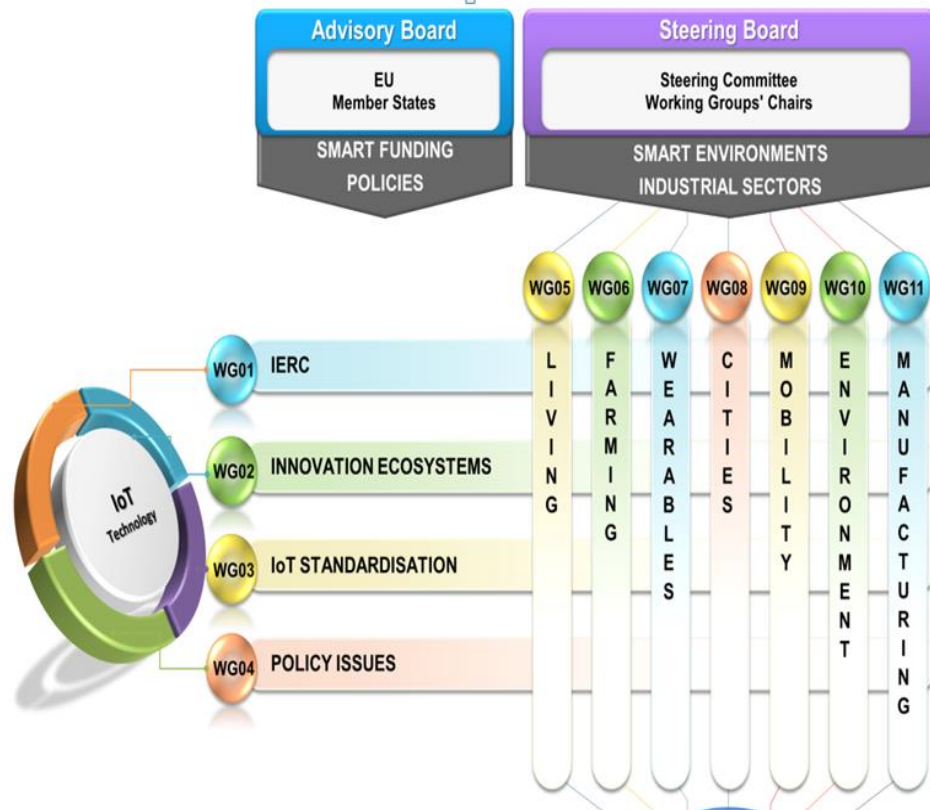 Advisory Board
EU
Member States
SMART FUNDING
POLICIES
Steering Board
Steering Committee
Working Groups' Chairs
SMART ENVIRONMENTS
INDUSTRIAL SECTORS
WG05
WG06
WG07
WG08
WG09
WG10
WG11
LIVING
FARMING
WEARABLES
CITIES
MOBILITY
ENVIRONMENT
MANUFACTURING
WG01 IERC
WG02 INNOVATION ECOSYSTEMS
WG03 IoT STANDARDISATION
WG04 POLICY ISSUES
IoT
Technology